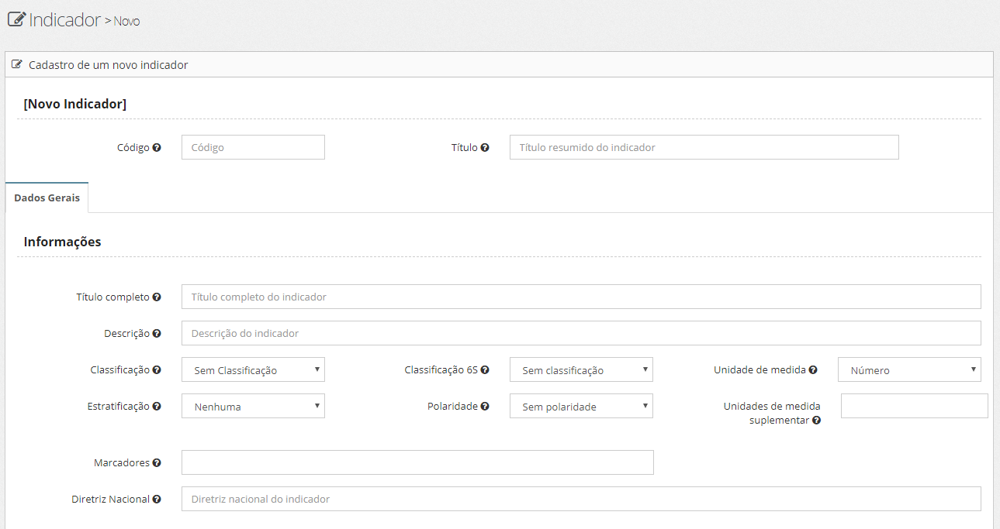 Indicador > Novo
Cadastro de um novo indicador
[Novo Indicador]
Código Código Título Título resumido do indicador
Dados Gerais
Informações
Título completo Título completo do indicador
Descrição Descrição do indicador
Classificação Sem Classificação Classificação 6S Sem classificação Unidade de medida Número
Estratificação Nenhuma Polaridade Sem polaridade Unidades de medida
suplementar
Marcadores
Diretriz Nacional Diretriz nacional do indicador